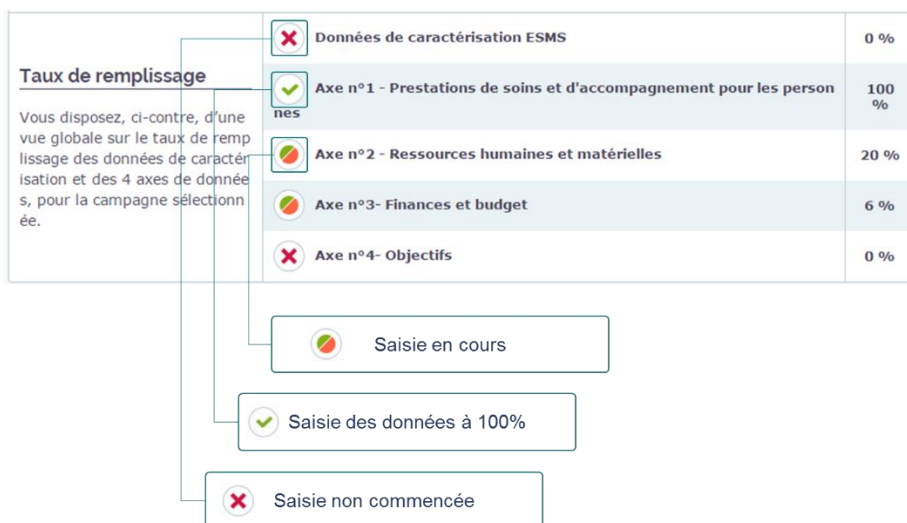 Données de caractérisation ESMS
0 %
Taux de remplissage
Vous disposez, ci-contre, d'une
vue globale sur le taux de remp
lissage des données de caractér
isation et des 4 axes de donnée
s, pour la campagne sélectionn
ée.
Axe n°1 - Prestations de soins et d'accompagnement pour les person
nes
100
%
Axe n°2 - Ressources humaines et matérielles
20 %
Axe n°3- Finances et budget
6 %
Axe n°4- Objectifs
0 %
Saisie en cours
Saisie des données à 100%
Saisie non commencée